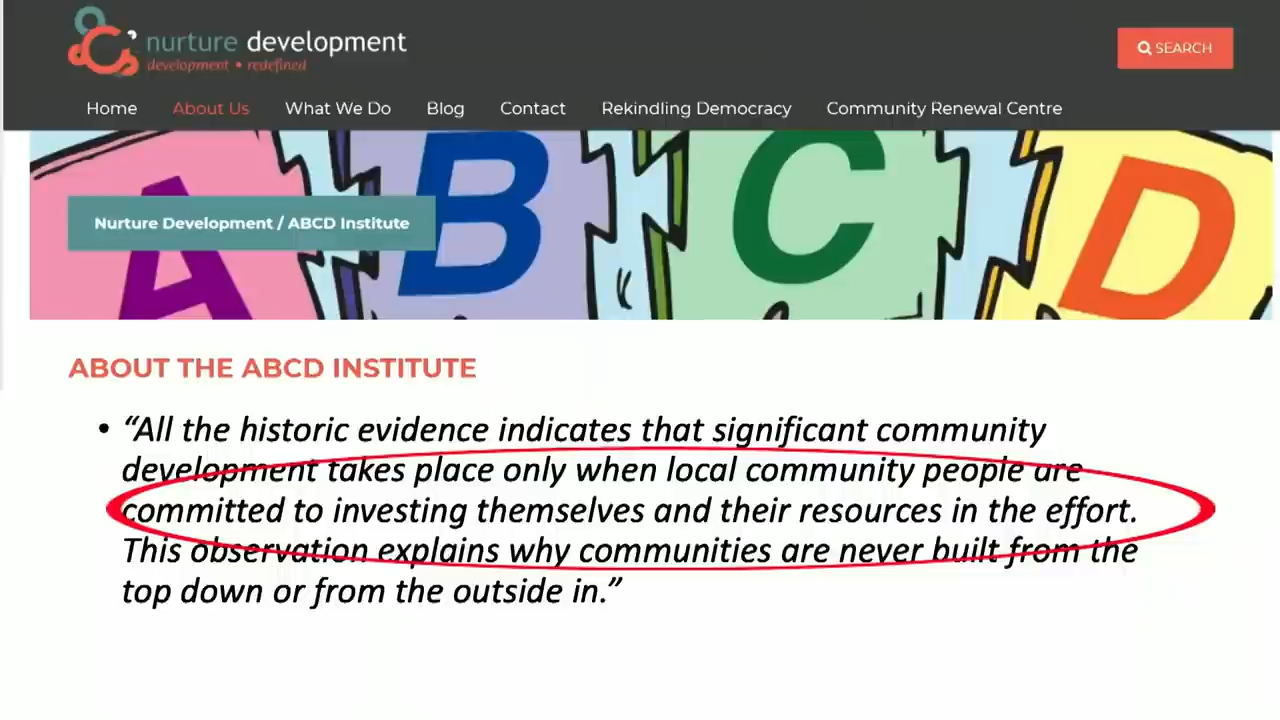 nurture development
development • redefined
SEARCH
Home About Us What We Do Blog Contact Rekindling Democracy Community Renewal Centre
A B C D
Nurture Development / ABCD Institute
ABOUT THE ABCD INSTITUTE
• “All the historic evidence indicates that significant community
development takes place only when local community people are
committed to investing themselves and their resources in the effort.
This observation explains why communities are never built from the
top down or from the outside in.”